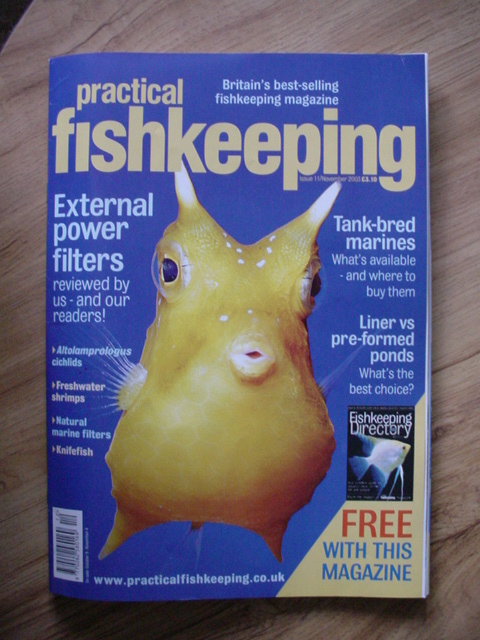 Britain's best-selling
fishkeeping magazine
practical
fishkeeping
£3.10
External
power
filters
reviewed by
us - and our
readers!
Altolamprologus
cichlids
Freshwater
shrimps
Natural
marine filters
Knifefish
Tank-bred
marines
What's available
- and where to
buy them
Liner vs
pre-formed
ponds
What's the
best choice?
Fishkeeping
Directory
FREE
WITH THIS
MAGAZINE
www.practicalfishkeeping.co.uk